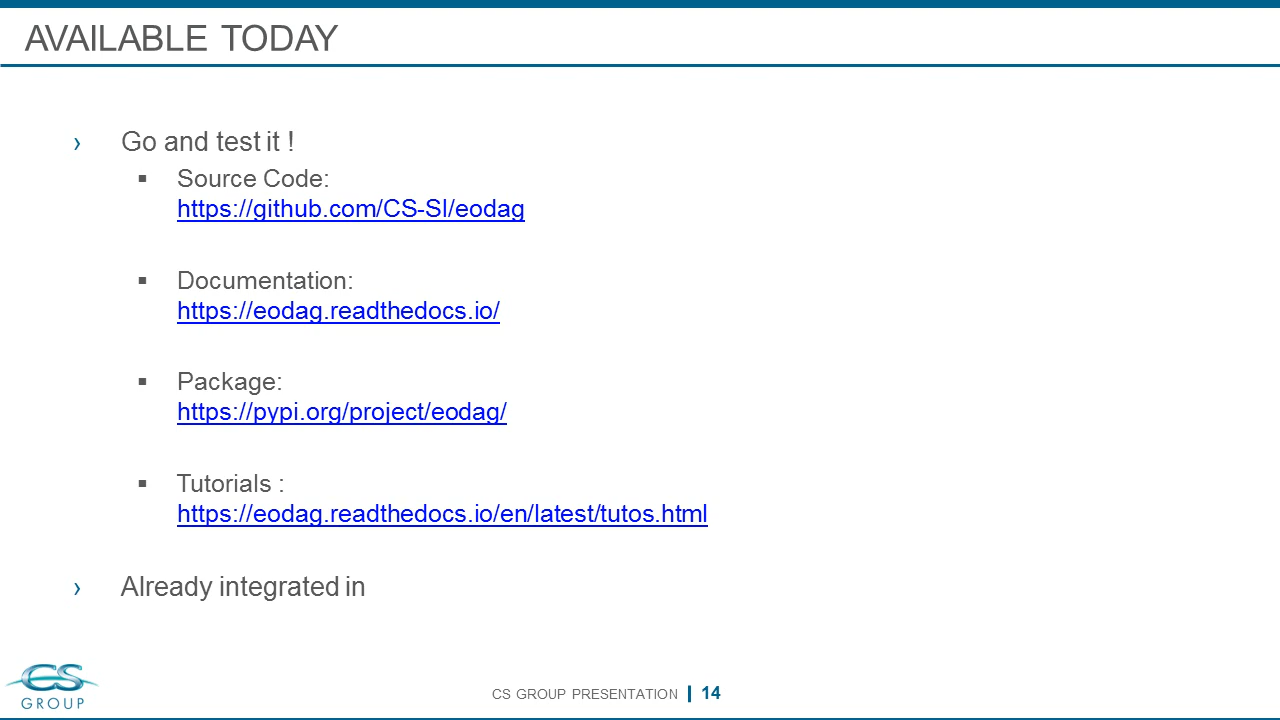 AVAILABLE TODAY
› Go and test it !
▪ Source Code:
https://github.com/CS-SI/eodag
▪ Documentation:
https://eodag.readthedocs.io/
▪ Package:
https://pypi.org/project/eodag/
▪ Tutorials :
https://eodag.readthedocs.io/en/latest/tutos.html
› Already integrated in
CS
GROUP
CS GROUP PRESENTATION | 14